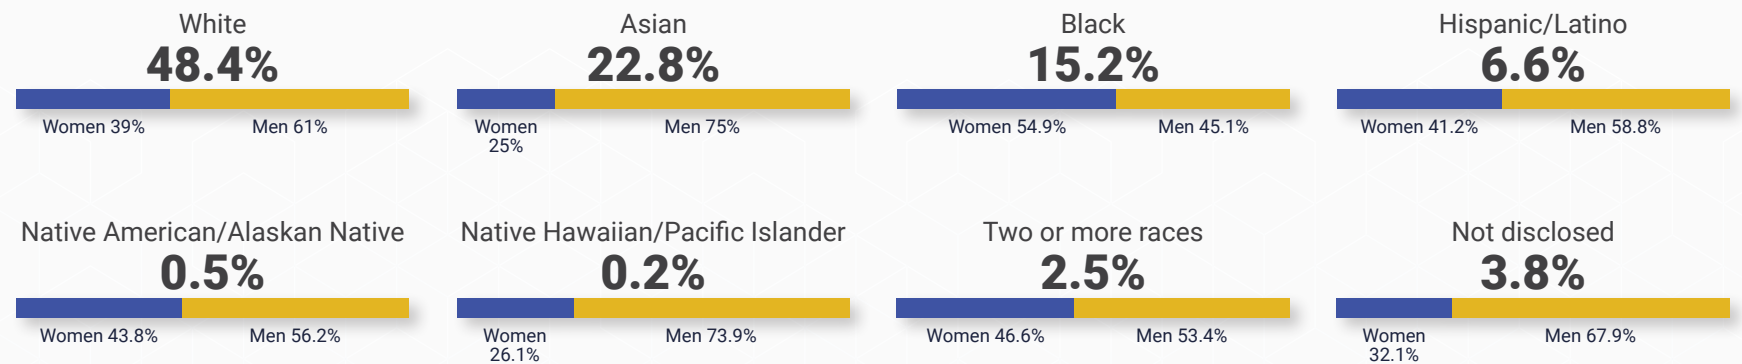 White
48.4%
Women 39%
Men 61%
Asian
22.8%
Women
25%
Men 75%
Black
15.2%
Women 54.9%
Men 45.1%
Hispanic/Latino
6.6%
Women 41.2%
Men 58.8%
Native American/Alaskan Native
0.5%
Women 43.8%
Men 56.2%
Native Hawaiian/Pacific Islander
0.2%
Women
26.1%
Men 73.9%
Two or more races
2.5%
Women 46.6%
Men 53.4%
Not disclosed
3.8%
Women
32.1%
Men 67.9%